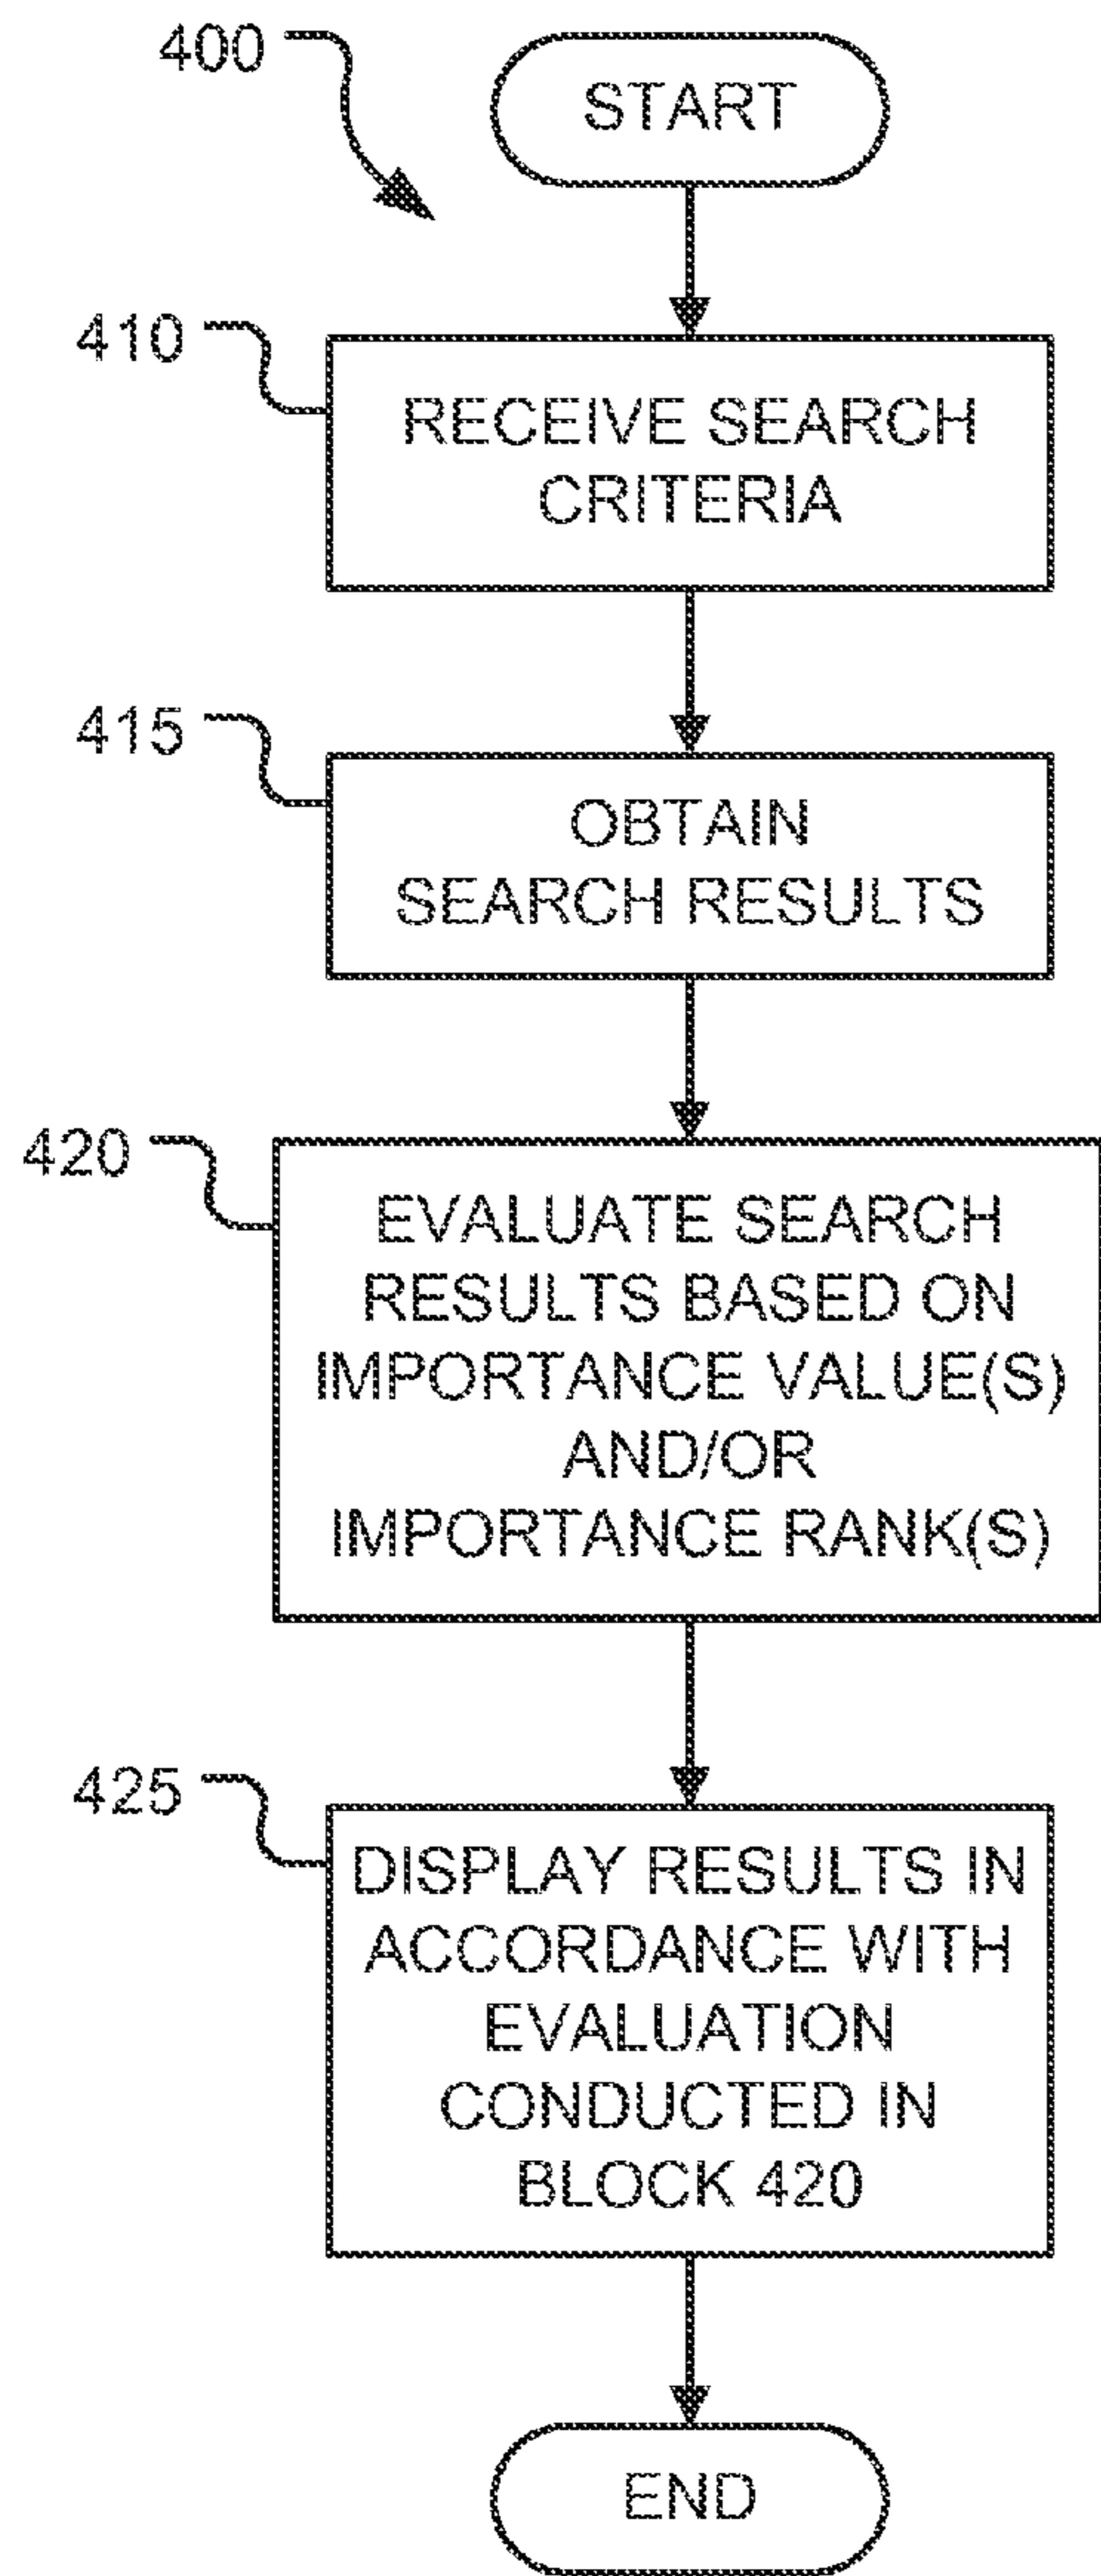 400
START
410
RECEIVE SEARCH
CRITERIA
415
OBTAIN
SEARCH RESULTS
420
EVALUATE SEARCH
RESULTS BASED ON
IMPORTANCE VALUE(S)
AND/OR
IMPORTANCE RANK(S)
425
DISPLAY RESULTS IN
ACCORDANCE WITH
EVALUATION
CONDUCTED IN
BLOCK 420
END